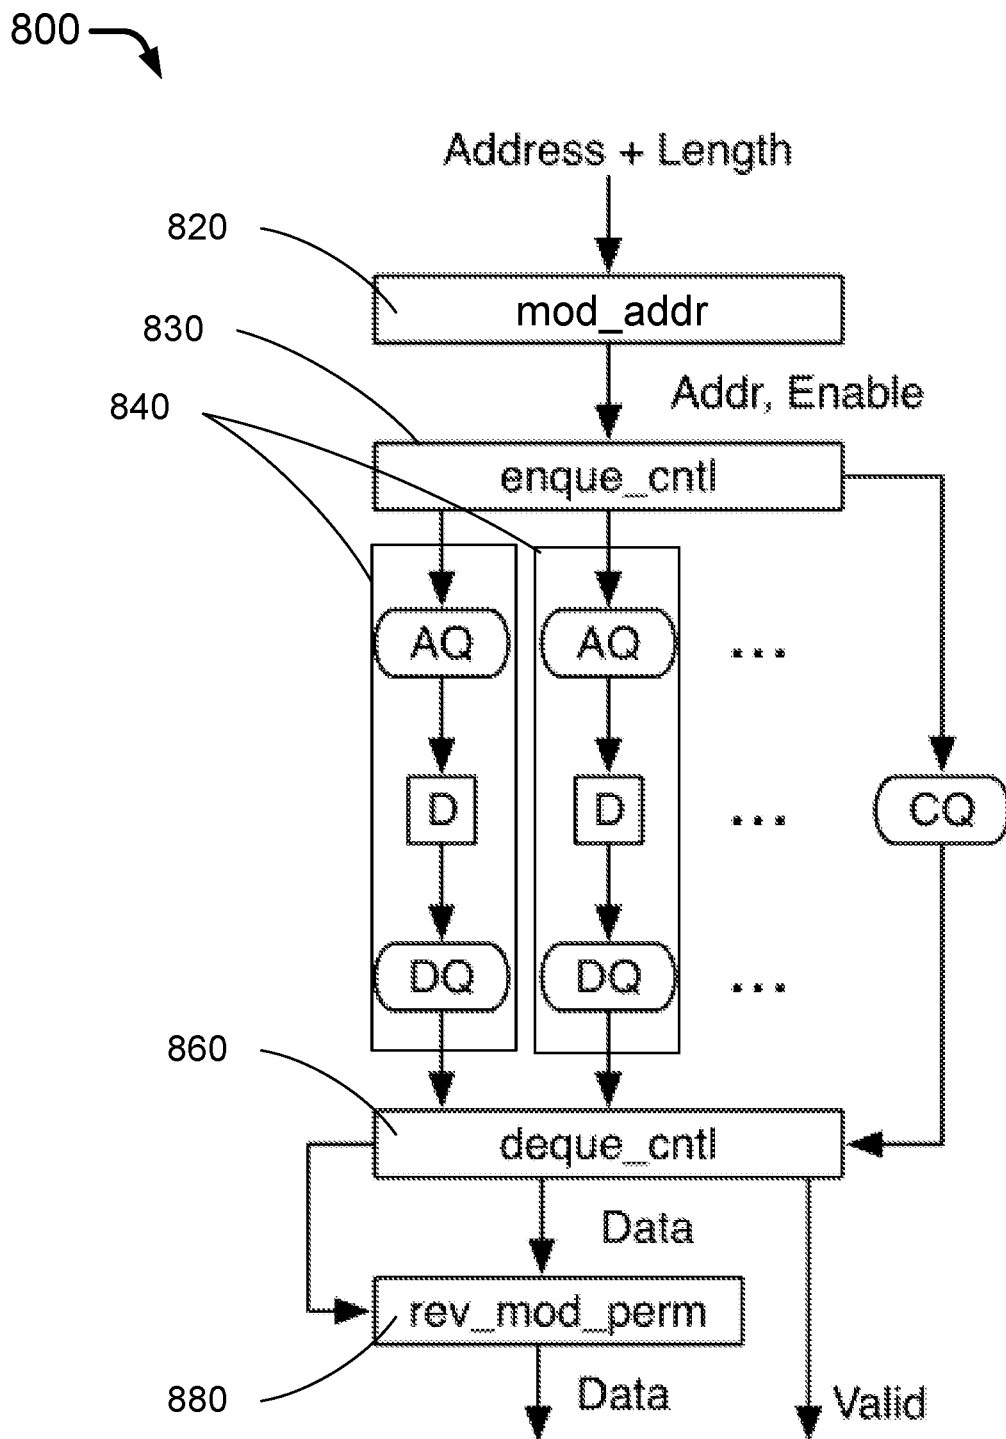 800
Address + Length
820
mod_addr
830
Addr, Enable
840
enque_cntl
AQ AQ ...
D D ... CQ
DQ DQ ...
860
deque_cntl
Data
rev_mod_perm
880
Data
Valid